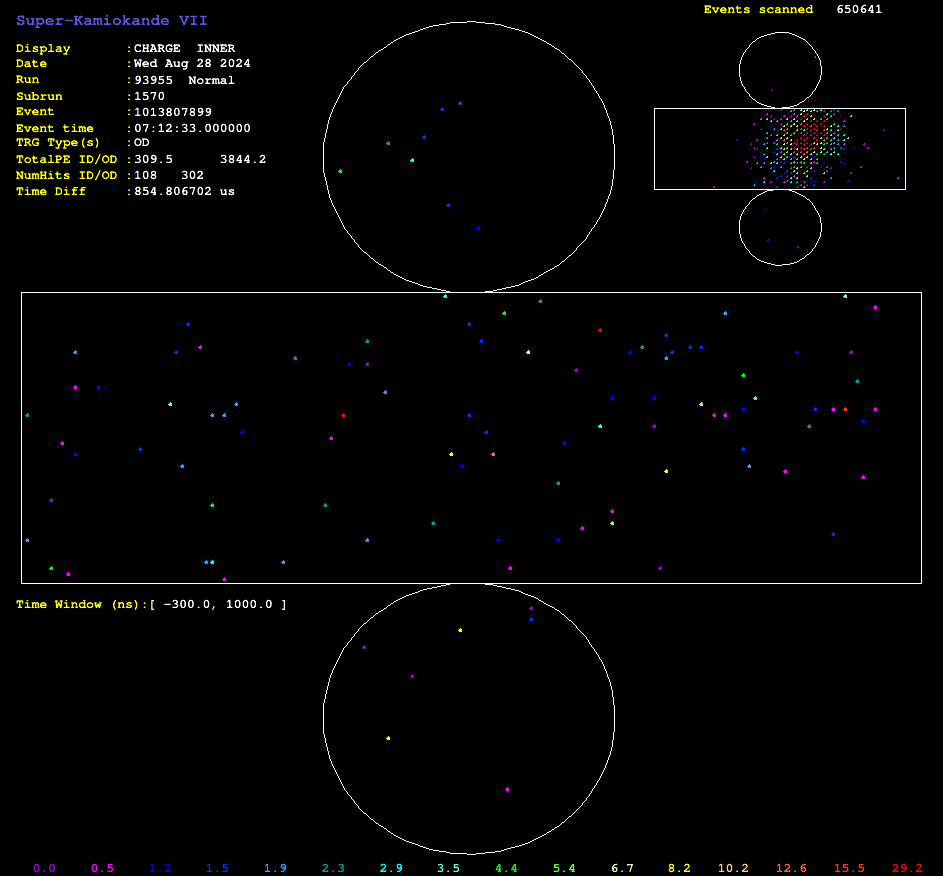 Super-Kamiokande VII
Events scanned 650641
Display :CHARGE INNER
Date :Wed Aug 28 2024
Run :93955 Normal
Subrun :1570
Event :1013807899
Event time :07:12:33.000000
TRG Type(s) :OD
TotalPE ID/OD :309.5 3844.2
NumHits ID/OD :108 302
Time Diff :854.806702 us
Time Window (ns):[ -300.0, 1000.0 ]
0.0 0.5 1.2 1.5 1.9 2.3 2.9 3.5 4.4 5.4 6.7 8.2 10.2 12.6 15.5 29.2